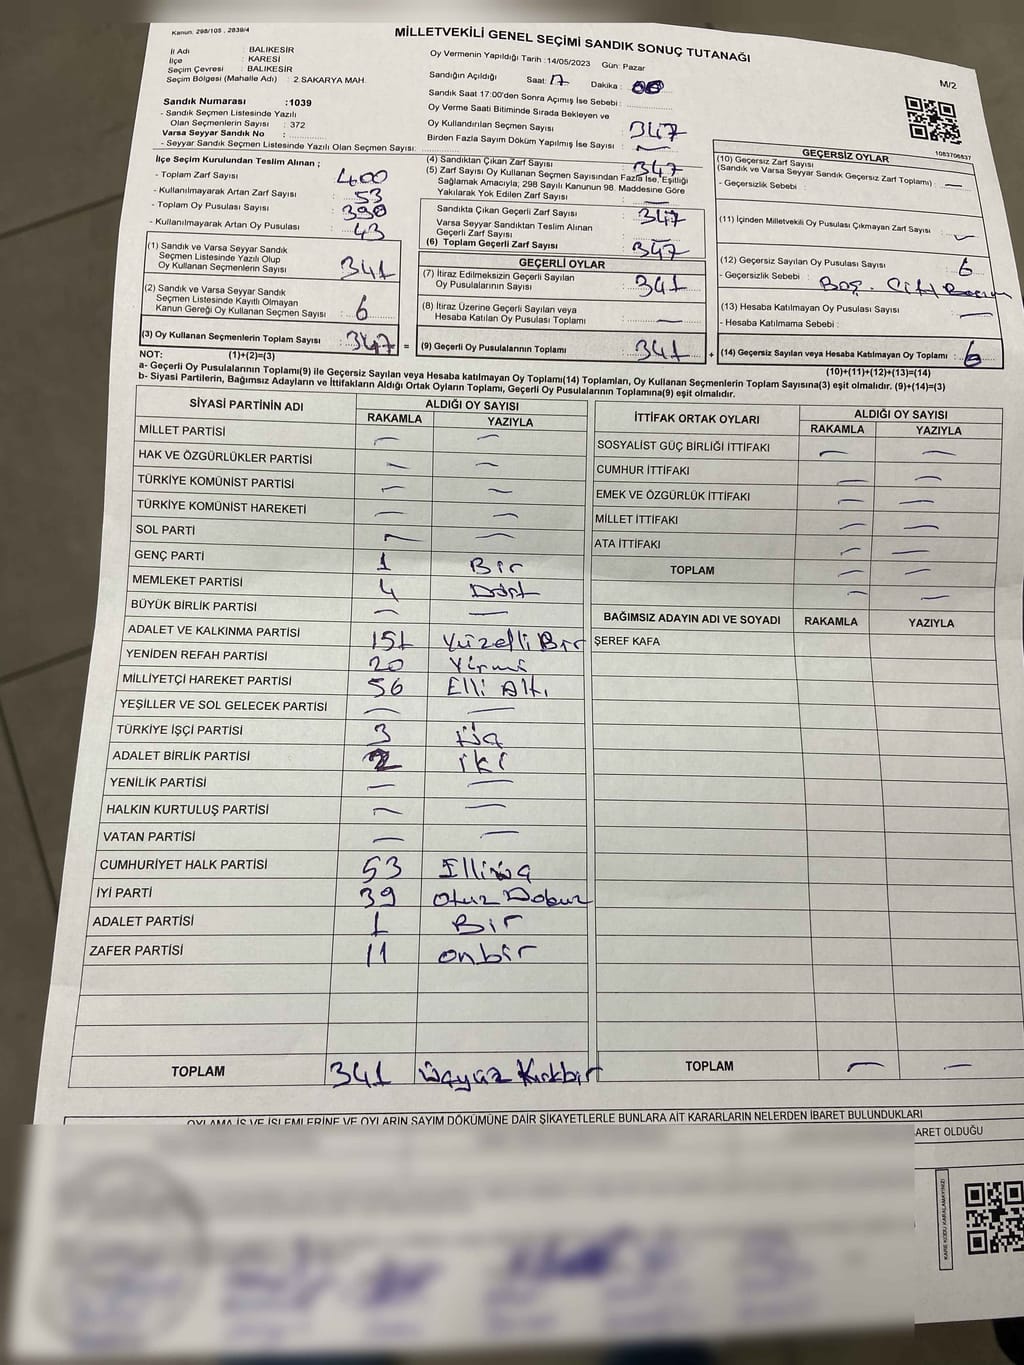 Kanun. 298/105 , 2839/4
MİLLETVEKİLİ GENEL SEÇİMİ SANDIK SONUÇ TUTANAĞI
M/2
İl Adı : BALIKESİR
İlçe : KARESİ
Seçim Çevresi : BALIKESİR
Seçim Bölgesi (Mahalle Adı) : 2.SAKARYA MAH.
Oy Vermenin Yapıldığı Tarih :14/05/2023 Gün: Pazar
Sandığın Açıldığı Saat: 17 Dakika : 00
Sandık Saat 17:00'den Sonra Açımış İse Sebebi :
Sandık Numarası :1039
- Sandık Seçmen Listesinde Yazılı
Olan Seçmenlerin Sayısı : 372
Varsa Seyyar Sandık No :
- Seyyar Sandık Seçmen Listesinde Yazılı Olan Seçmen Sayısı:
Oy Verme Saati Bitiminde Sırada Bekleyen ve
Oy Kullandırılan Seçmen Sayısı : 347
Birden Fazla Sayım Döküm Yapılmış İse Sayısı : —
İlçe Seçim Kurulundan Teslim Alınan ;
- Toplam Zarf Sayısı : 400
- Kullanılmayarak Artan Zarf Sayısı : 53
- Toplam Oy Pusulası Sayısı : 390
- Kullanılmayarak Artan Oy Pusulası : 43
(1) Sandık ve Varsa Seyyar Sandık
Seçmen Listesinde Yazılı Olup
Oy Kullanan Seçmenlerin Sayısı : 341
(2) Sandık ve Varsa Seyyar Sandık
Seçmen Listesinde Kayıtlı Olmayan
Kanun Gereği Oy Kullanan Seçmen Sayısı : 6
(3) Oy Kullanan Seçmenlerin Toplam Sayısı : 347 =
(4) Sandıktan Çıkan Zarf Sayısı : 347
(5) Zarf Sayısı Oy Kullanan Seçmen Sayısından Fazla İse, Eşitliği
Sağlamak Amacıyla; 298 Sayılı Kanunun 98. Maddesine Göre
Yakılarak Yok Edilen Zarf Sayısı : —
Sandıkta Çıkan Geçerli Zarf Sayısı : 347
Varsa Seyyar Sandıktan Teslim Alınan
Geçerli Zarf Sayısı : —
(6) Toplam Geçerli Zarf Sayısı : 347
GEÇERLİ OYLAR
(7) İtiraz Edilmeksizin Geçerli Sayılan
Oy Pusulalarının Sayısı : 341
(8) İtiraz Üzerine Geçerli Sayılan veya
Hesaba Katılan Oy Pusulası Toplamı : —
(9) Geçerli Oy Pusulalarının Toplamı : 341 +
GEÇERSİZ OYLAR
1083706637
(10) Geçersiz Zarf Sayısı
(Sandık ve Varsa Seyyar Sandık Geçersiz Zarf Toplamı) : —
- Geçersizlik Sebebi :
(11) İçinden Milletvekili Oy Pusulası Çıkmayan Zarf Sayısı : —
(12) Geçersiz Sayılan Oy Pusulası Sayısı : 6
- Geçersizlik Sebebi : Boş.
(13) Hesaba Katılmayan Oy Pusulası Sayısı : —
- Hesaba Katılmama Sebebi :
(14) Geçersiz Sayılan veya Hesaba Katılmayan Oy Toplamı : 6
NOT: (1)+(2)=(3)
(10)+(11)+(12)+(13)=(14)
a- Geçerli Oy Pusulalarının Toplamı(9) ile Geçersiz Sayılan veya Hesaba katılmayan Oy Toplamı(14) Toplamları, Oy Kullanan Seçmenlerin Toplam Sayısına(3) eşit olmalıdır. (9)+(14)=(3)
b- Siyasi Partilerin, Bağımsız Adayların ve İttifakların Aldığı Ortak Oyların Toplamı, Geçerli Oy Pusulalarının Toplamına(9) eşit olmalıdır.
SİYASİ PARTİNİN ADI ALDIĞI OY SAYISI
RAKAMLA YAZIYLA
MİLLET PARTİSİ — —
HAK VE ÖZGÜRLÜKLER PARTİSİ — —
TÜRKİYE KOMÜNİST PARTİSİ — —
TÜRKİYE KOMÜNİST HAREKETİ — —
SOL PARTİ — —
GENÇ PARTİ 1 Bir
MEMLEKET PARTİSİ 4 Dört
BÜYÜK BİRLİK PARTİSİ — —
ADALET VE KALKINMA PARTİSİ 151 Yüzelli Bir
YENİDEN REFAH PARTİSİ 20 Yirmi
MİLLİYETÇİ HAREKET PARTİSİ 56 Elli Altı
YEŞİLLER VE SOL GELECEK PARTİSİ — —
TÜRKİYE İŞÇİ PARTİSİ 3 üç
ADALET BİRLİK PARTİSİ 2 iki
YENİLİK PARTİSİ — —
HALKIN KURTULUŞ PARTİSİ — —
VATAN PARTİSİ — —
CUMHURİYET HALK PARTİSİ 53 Elliüç
İYİ PARTİ 39 Otuz Dokuz
ADALET PARTİSİ 1 Bir
ZAFER PARTİSİ 11 onbir
TOPLAM 341 Üçyüz Kırkbir
İTTİFAK ORTAK OYLARI ALDIĞI OY SAYISI
RAKAMLA YAZIYLA
SOSYALİST GÜÇ BİRLİĞİ İTTİFAKI — —
CUMHUR İTTİFAKI — —
EMEK VE ÖZGÜRLÜK İTTİFAKI — —
MİLLET İTTİFAKI — —
ATA İTTİFAKI — —
TOPLAM — —
— —
BAĞIMSIZ ADAYIN ADI VE SOYADI RAKAMLA YAZIYLA
ŞEREF KAFA
TOPLAM — —
OYLAMA İŞ VE İŞLEMLERİNE VE OYLARIN SAYIM DÖKÜMÜNE DAİR ŞİKAYETLERLE BUNLARA AİT KARARLARIN NELERDEN İBARET BULUNDUKLARI
ARET OLDUĞU
KARE KODU KARALAMAYINIZ!